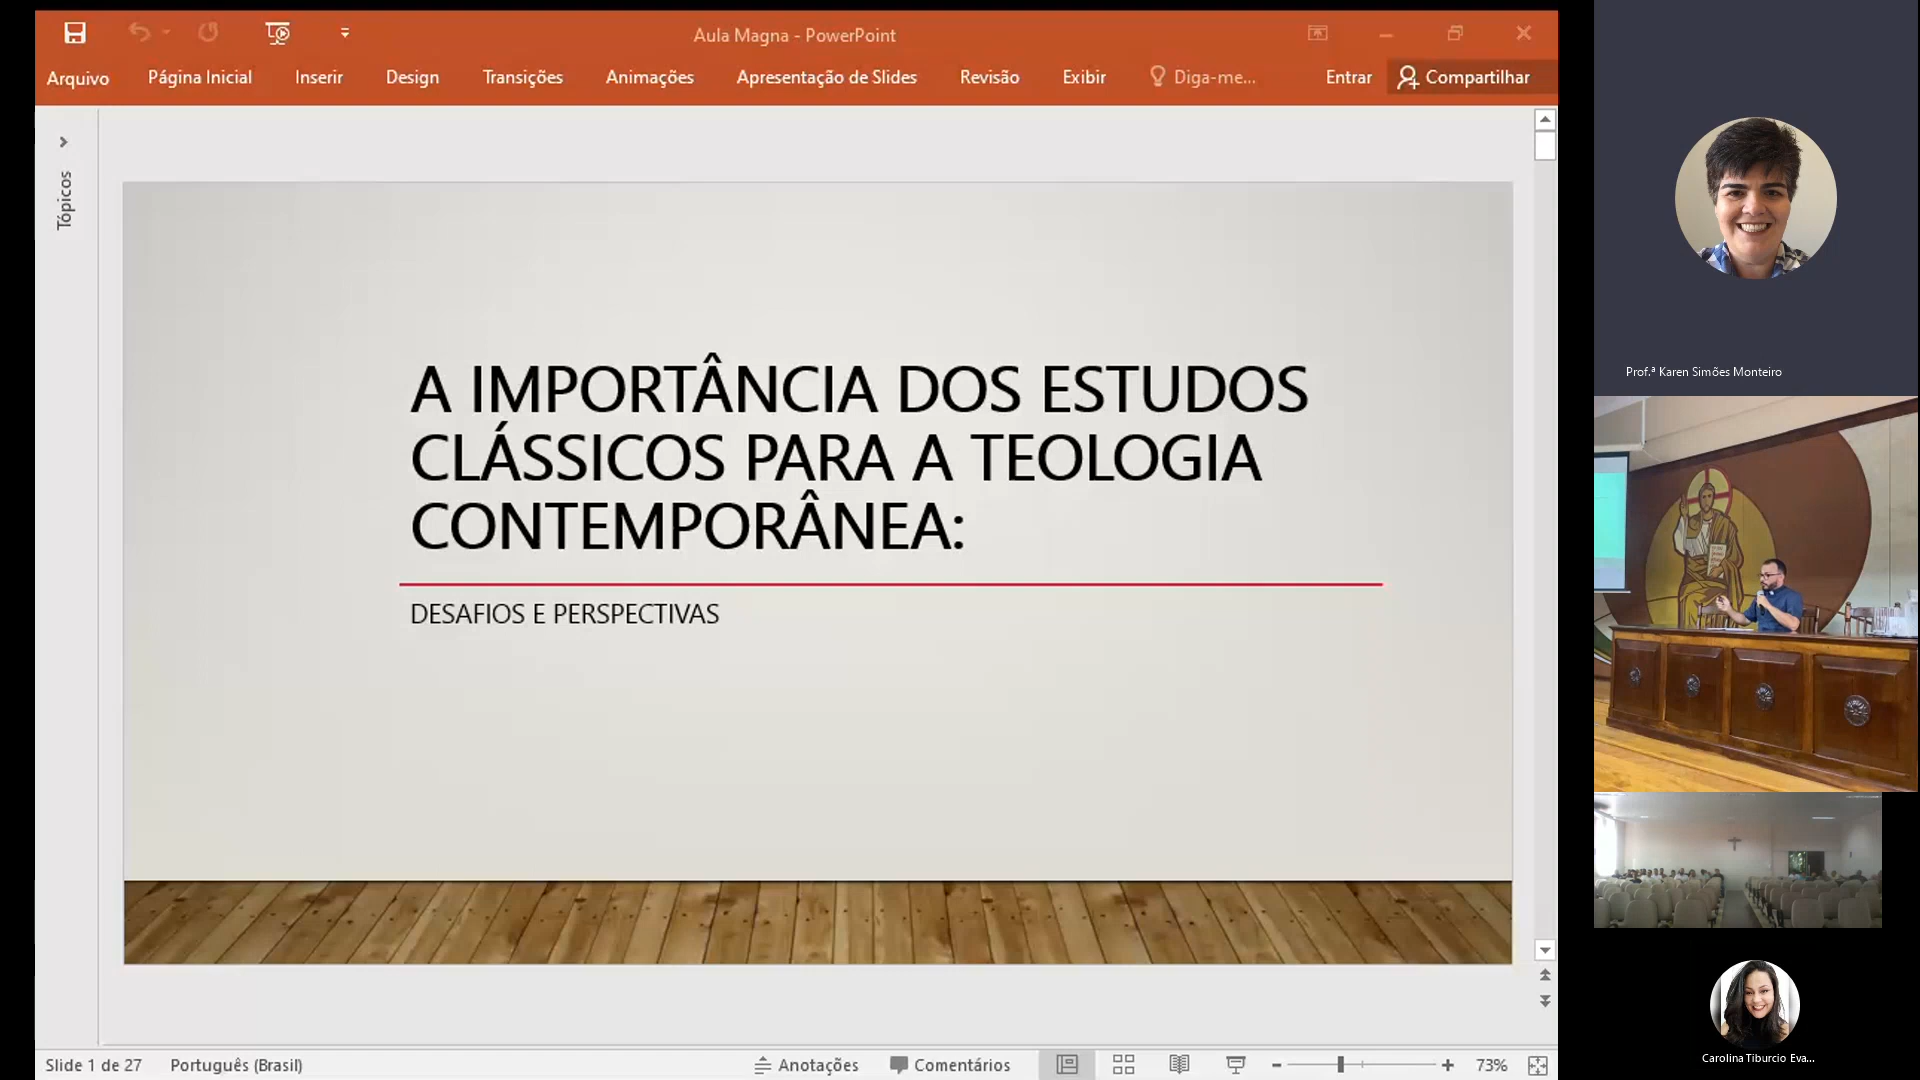 Aula Magna - PowerPoint
Arquivo Página Inicial Inserir Design Transições Animações Apresentação de Slides Revisão Exibir Diga-me... Entrar Compartilhar
Tópicos
A IMPORTÂNCIA DOS ESTUDOS
CLÁSSICOS PARA A TEOLOGIA
CONTEMPORÂNEA:
DESAFIOS E PERSPECTIVAS
Slide 1 de 27 Português (Brasil) Anotações Comentários 73%
Prof.ª Karen Simões Monteiro
Carolina Tiburcio Eva...